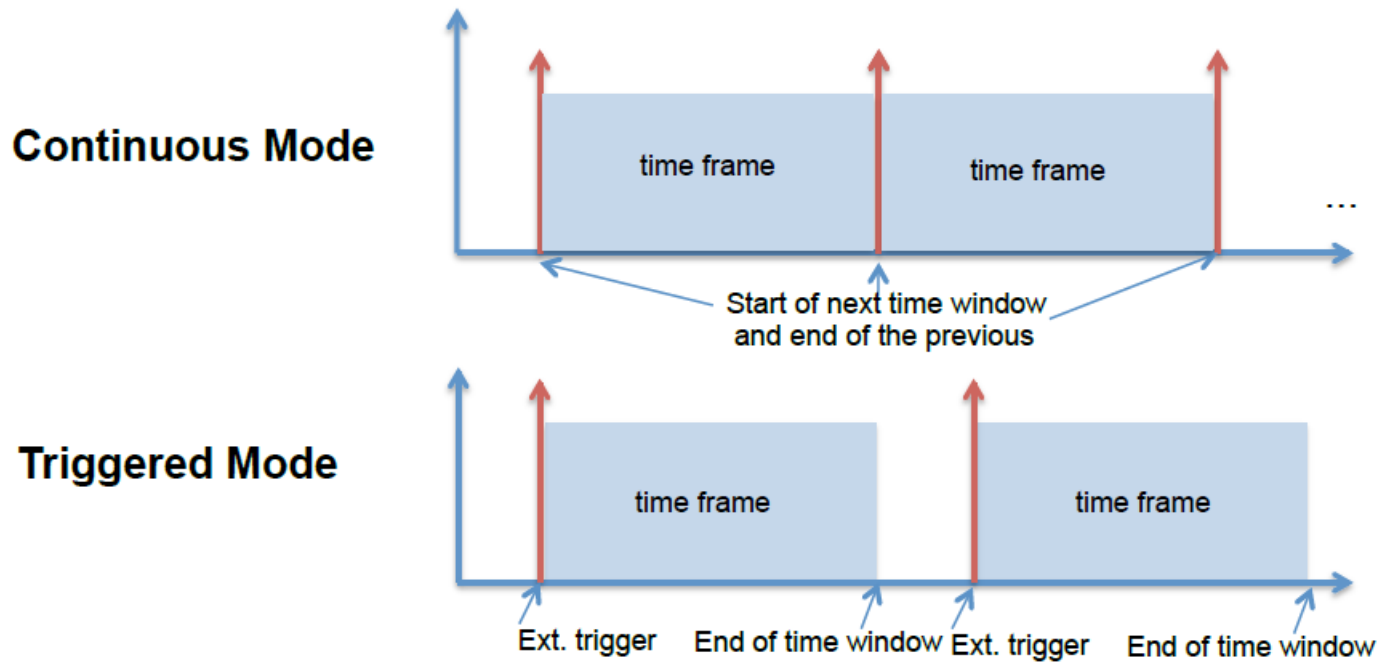 Continuous Mode
time frame
time frame
...
Start of next time window
and end of the previous
Triggered Mode
time frame
time frame
Ext. trigger
End of time window
Ext. trigger
End of time window